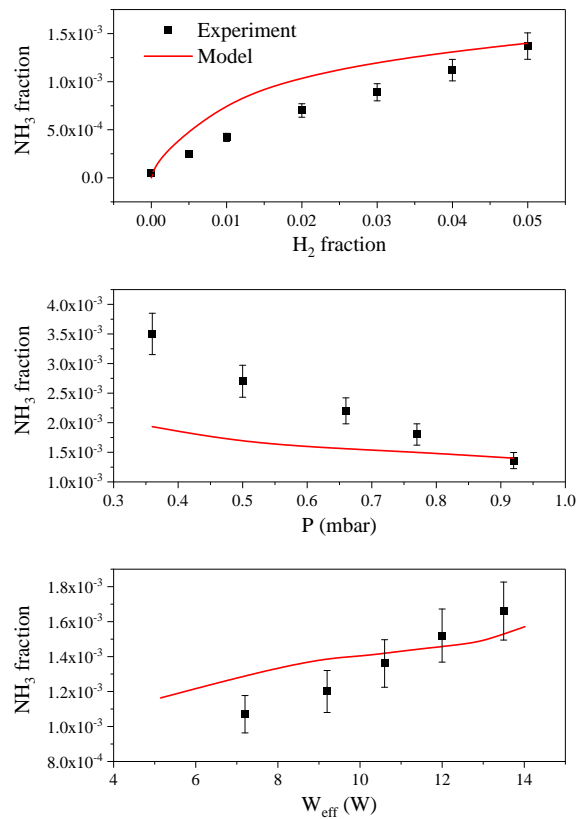 1.5x10⁻³
1.0x10⁻³
5.0x10⁻⁴
0.0
NH₃ fraction
Experiment
Model
0.00 0.01 0.02 0.03 0.04 0.05
H₂ fraction
4.0x10⁻³
3.5x10⁻³
3.0x10⁻³
2.5x10⁻³
2.0x10⁻³
1.5x10⁻³
1.0x10⁻³
NH₃ fraction
0.3 0.4 0.5 0.6 0.7 0.8 0.9 1.0
P (mbar)
1.8x10⁻³
1.6x10⁻³
1.4x10⁻³
1.2x10⁻³
1.0x10⁻³
8.0x10⁻⁴
NH₃ fraction
4 6 8 10 12 14
W_eff (W)